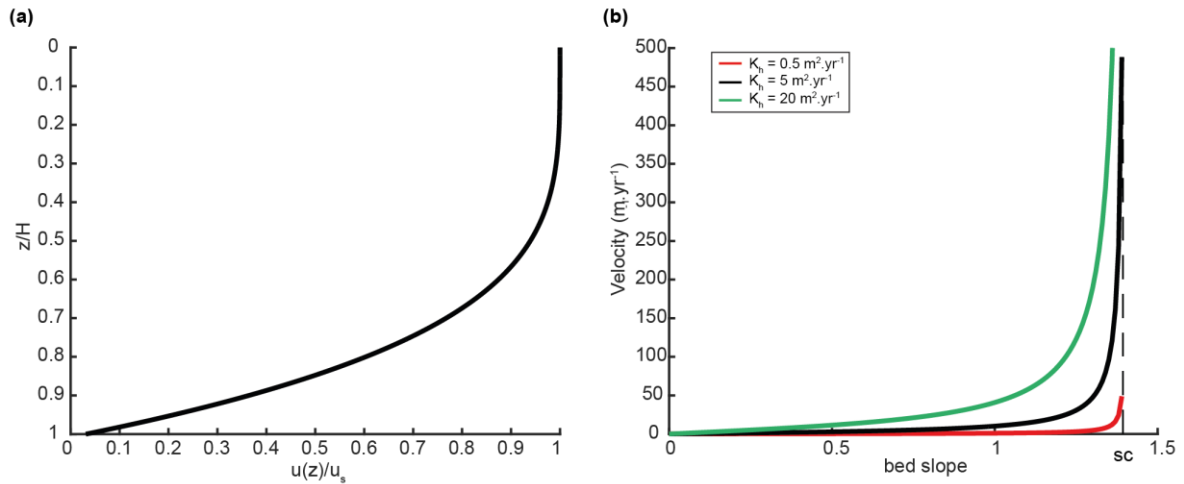 (a)
0
0.1
0.2
0.3
0.4
0.5
0.6
0.7
0.8
0.9
1
z/H
0 0.1 0.2 0.3 0.4 0.5 0.6 0.7 0.8 0.9 1
u(z)/uₛ
(b)
500
450
400
350
300
250
200
150
100
50
0
Velocity (m.yr⁻¹)
Kₕ = 0.5 m².yr⁻¹
Kₕ = 5 m².yr⁻¹
Kₕ = 20 m².yr⁻¹
0 0.5 1 sc 1.5
bed slope